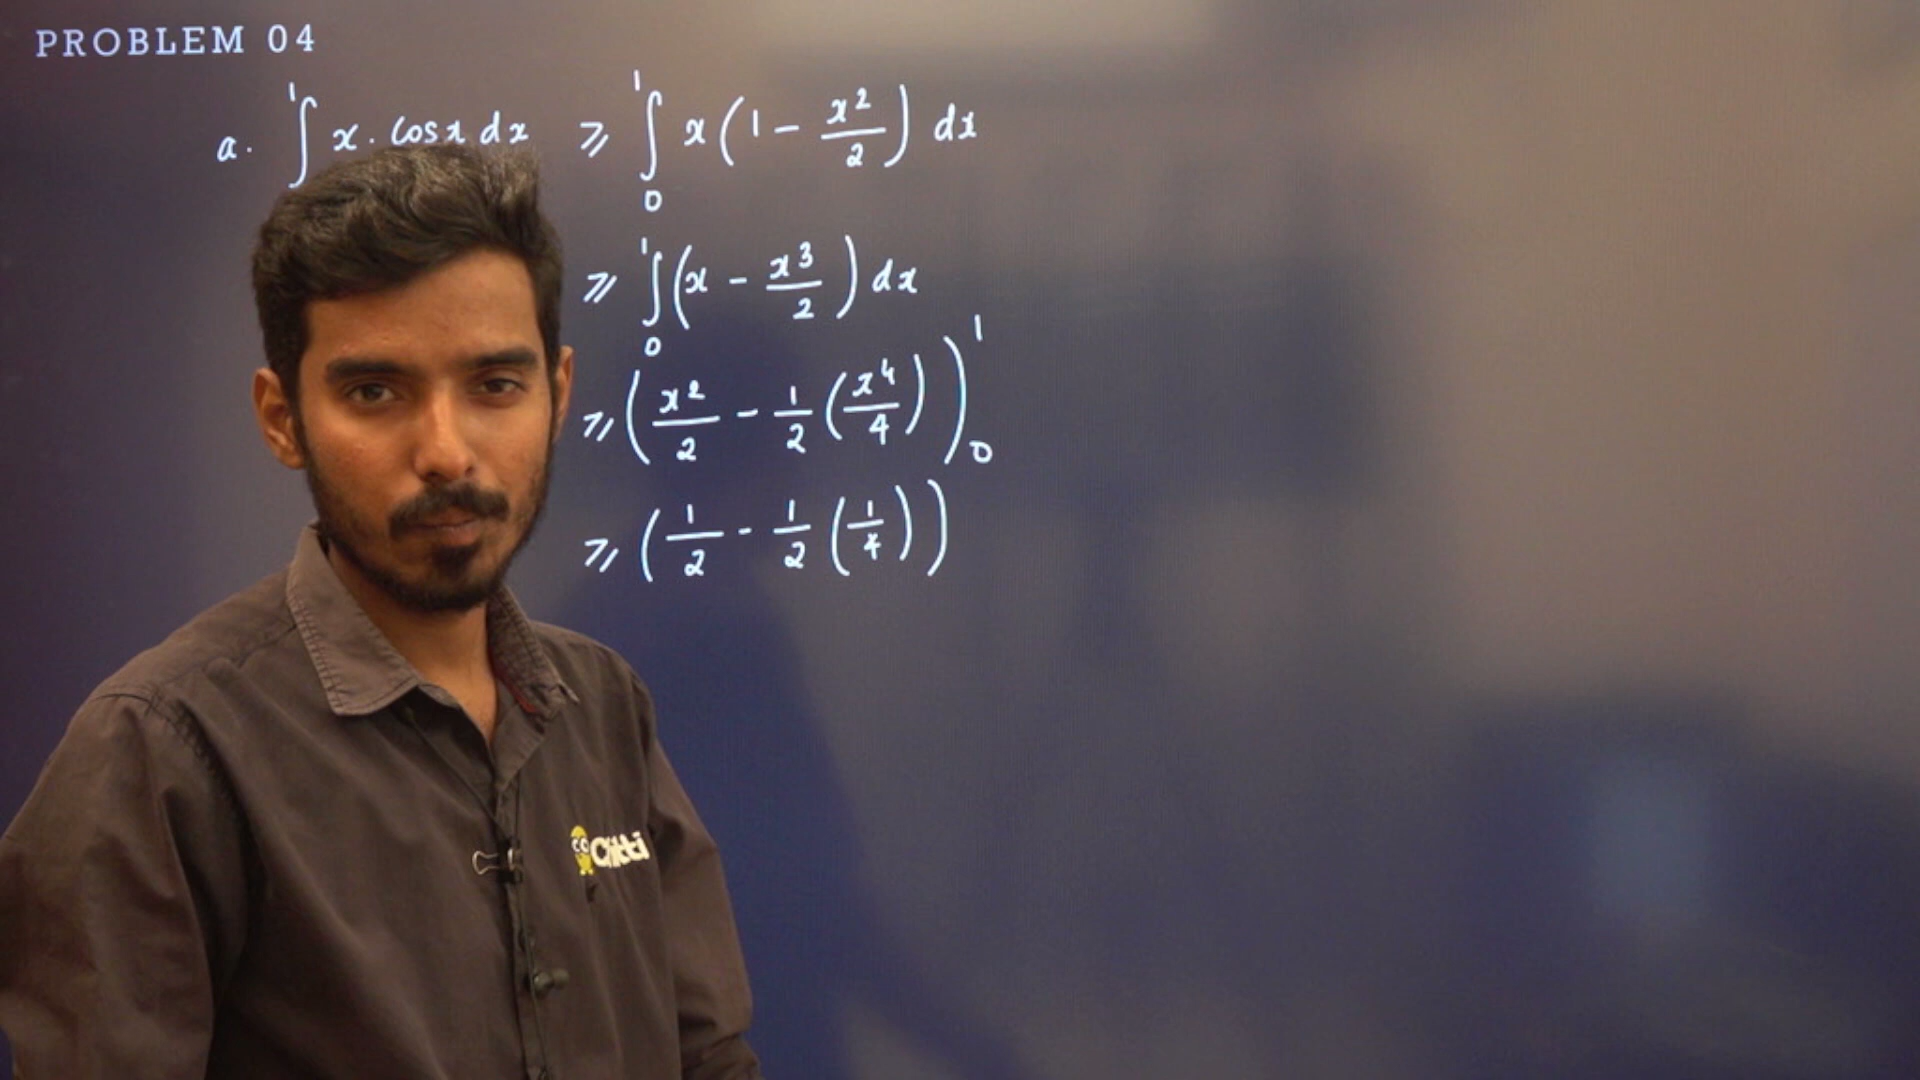 PROBLEM 04
a. ∫¹ x . cos x dx ⩾ ∫₀¹ x (1 − x²/2) dx
⩾ ∫₀¹ (x − x³/2) dx
⩾ (x²/2 − 1/2 (x⁴/4))₀¹
⩾ (1/2 − 1/2 (1/4))
Chitti